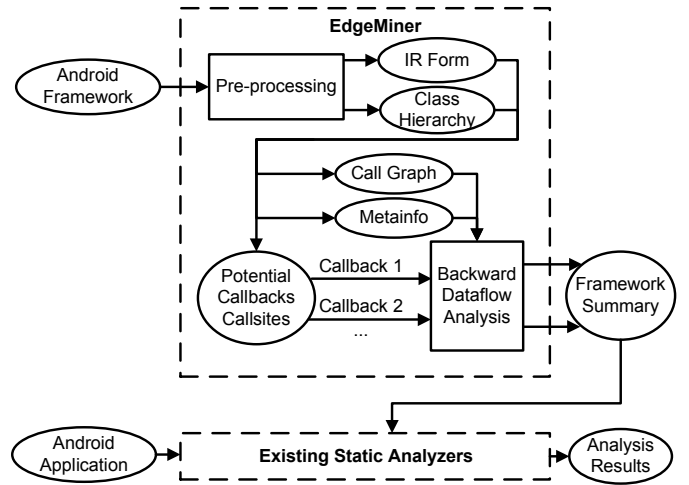 EdgeMiner
Android
Framework
Pre-processing
IR Form
Class
Hierarchy
Call Graph
Metainfo
Potential
Callbacks
Callsites
Callback 1
Callback 2
...
Backward
Dataflow
Analysis
Framework
Summary
Android
Application
Existing Static Analyzers
Analysis
Results